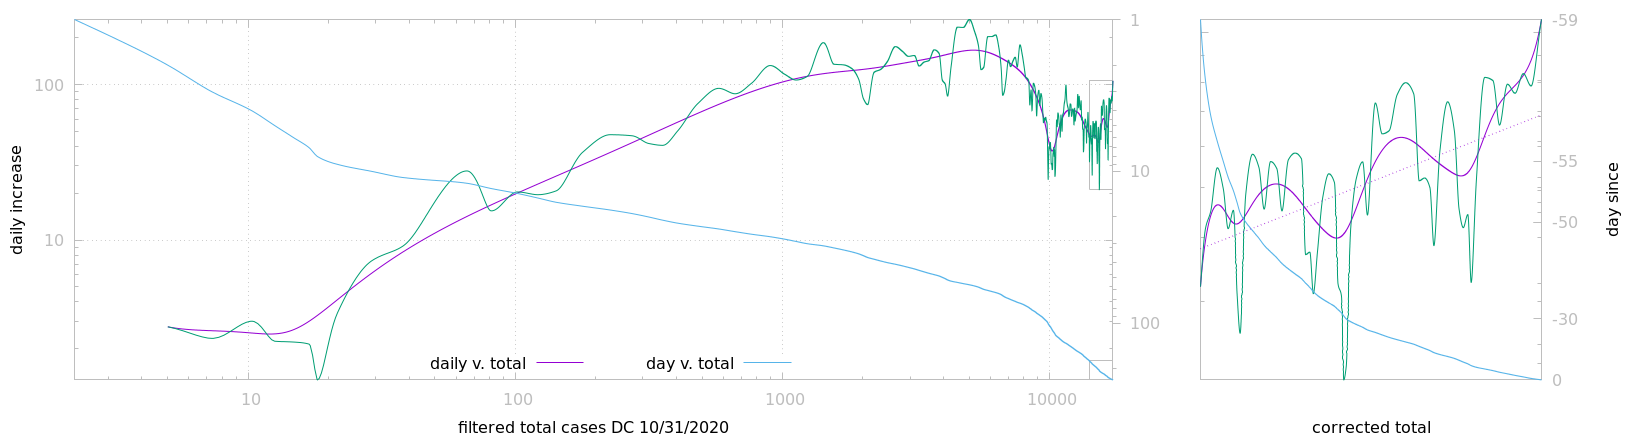 daily increase
100
10
daily v. total
day v. total
10
100
1000
10000
filtered total cases DC 10/31/2020
1
10
100
-59
-55
-50
-30
0
day since
corrected total